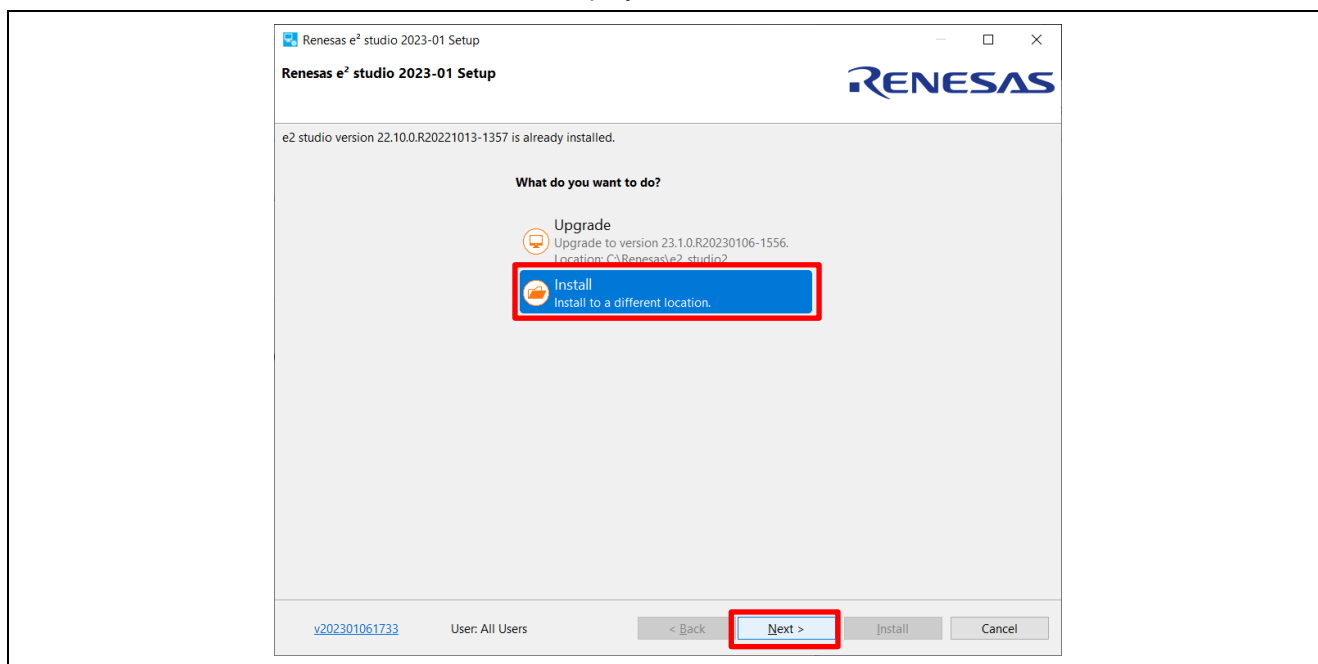 Renesas e² studio 2023-01 Setup
Renesas e² studio 2023-01 Setup
RENESAS
e2 studio version 22.10.0.R20221013-1357 is already installed.
What do you want to do?
Upgrade
Upgrade to version 23.1.0.R20230106-1556.
Location: C:\Renesas\e2_studio2
Install
Install to a different location.
v202301061733 User: All Users < Back Next > Install Cancel